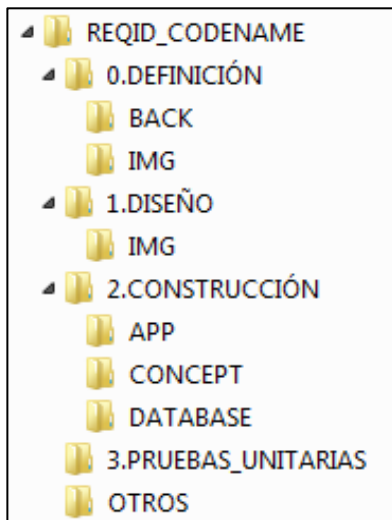 REQID_CODENAME
0.DEFINICIÓN
BACK
IMG
1.DISEÑO
IMG
2.CONSTRUCCIÓN
APP
CONCEPT
DATABASE
3.PRUEBAS_UNITARIAS
OTROS